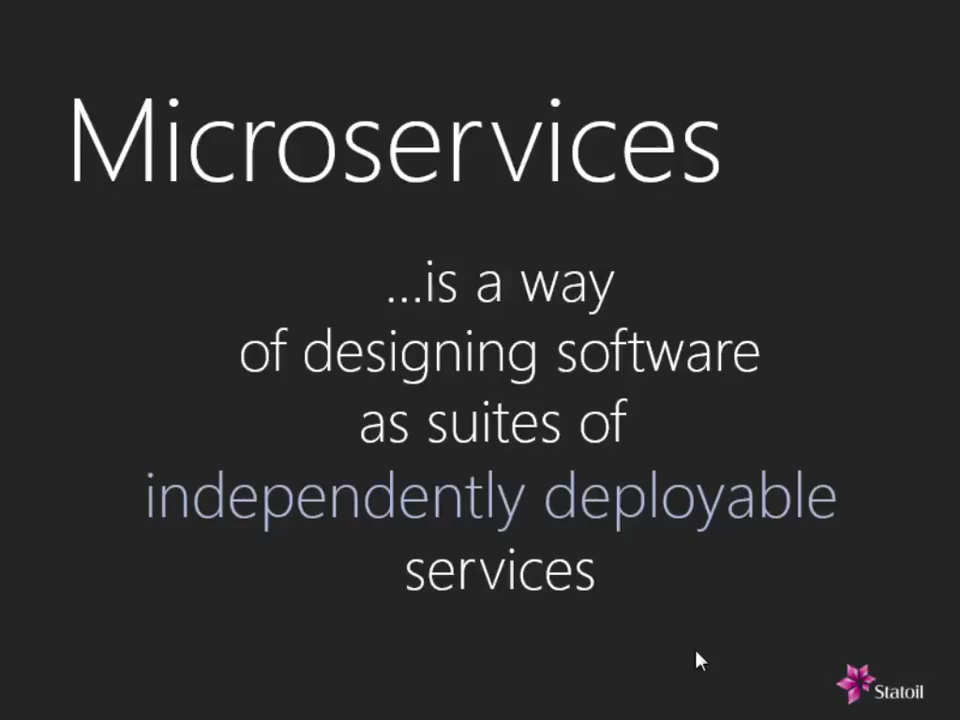 Microservices
...is a way
of designing software
as suites of
independently deployable
services
Statoil